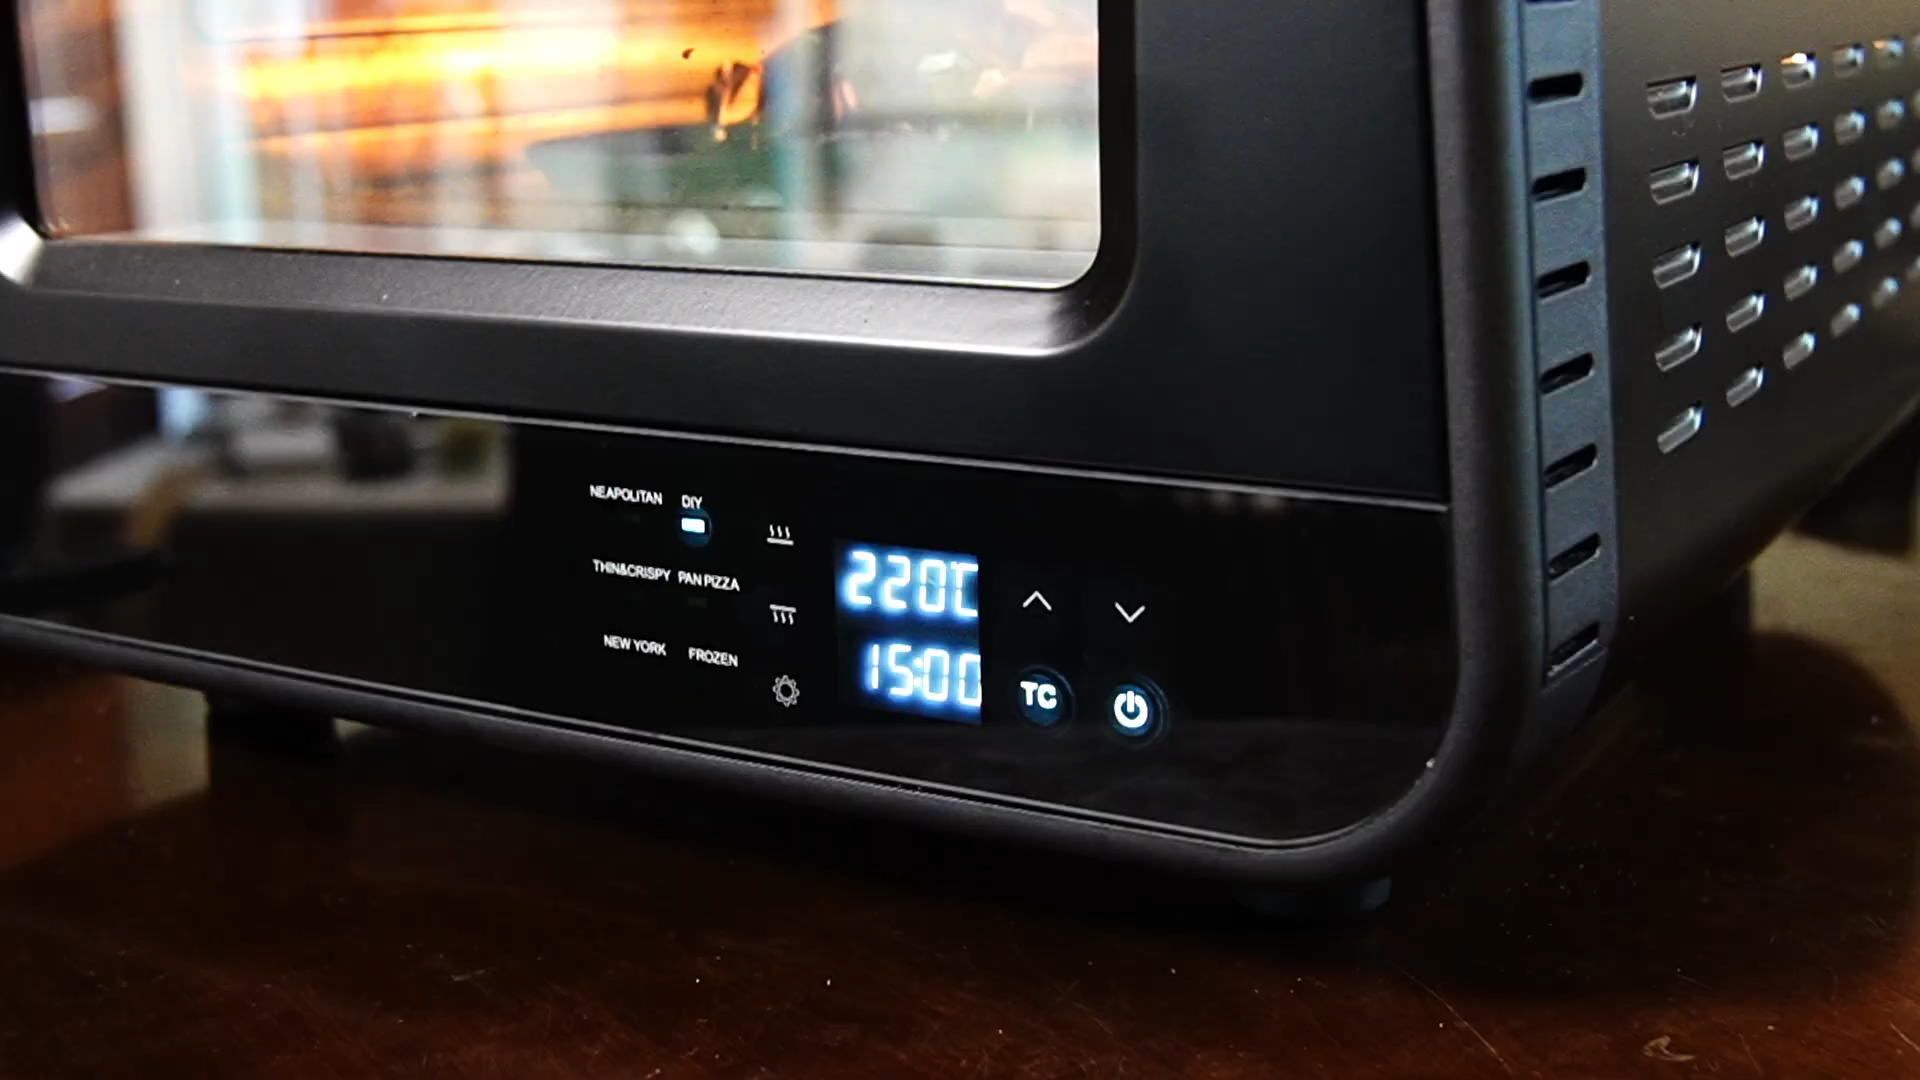 NEAPOLITAN DIY
THIN&CRISPY PAN PIZZA
NEW YORK FROZEN
220℃
15:00
TC